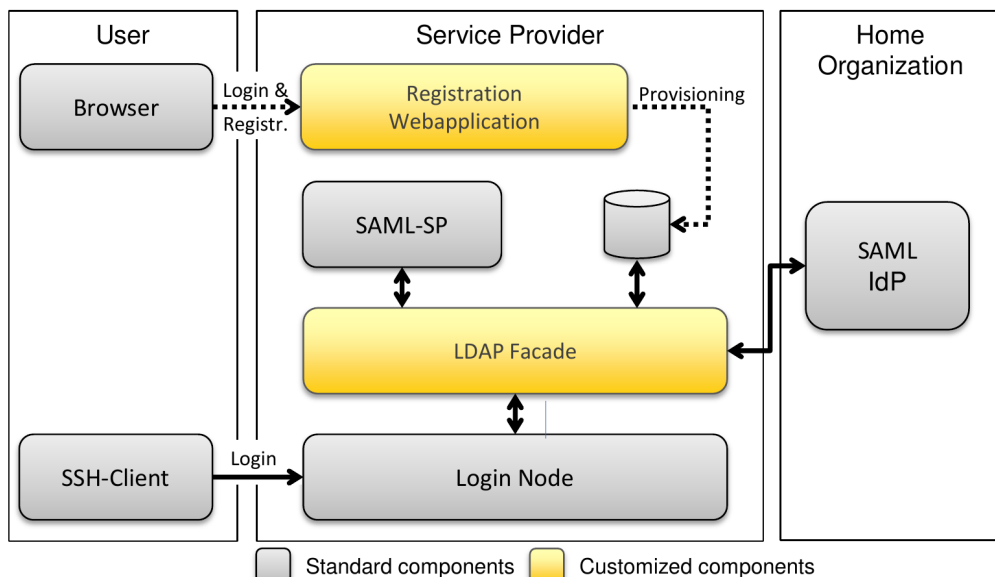 User
Service Provider
Home
Organization
Browser
Login &
Registr.
Registration
Webapplication
Provisioning
SAML-SP
SAML
IdP
LDAP Facade
SSH-Client
Login
Login Node
Standard components
Customized components